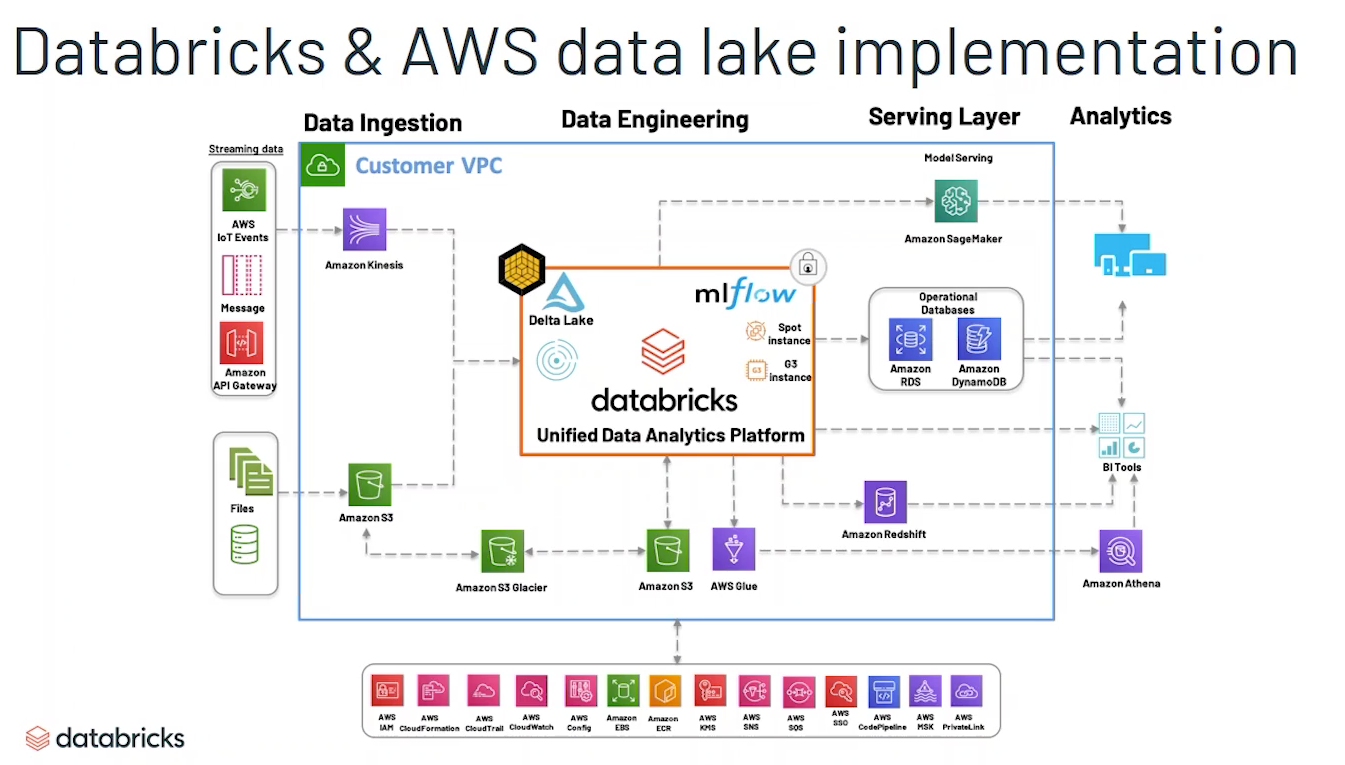 Databricks & AWS data lake implementation
Data Ingestion
Data Engineering
Serving Layer
Analytics
Streaming data
Customer VPC
Model Serving
AWS
IoT Events
Amazon Kinesis
Amazon SageMaker
Message
Amazon
API Gateway
Delta Lake
mlflow
Spot
instance
G3
G3
instance
databricks
Unified Data Analytics Platform
Operational
Databases
Amazon
RDS
Amazon
DynamoDB
BI Tools
Files
Amazon S3
Amazon S3 Glacier
Amazon S3
AWS Glue
Amazon Redshift
Amazon Athena
AWS
IAM
AWS
CloudFormation
AWS
CloudTrail
AWS
CloudWatch
AWS
Config
Amazon
EBS
Amazon
ECR
AWS
KMS
AWS
SNS
AWS
SQS
AWS
SSO
AWS
CodePipeline
AWS
MSK
AWS
PrivateLink
databricks